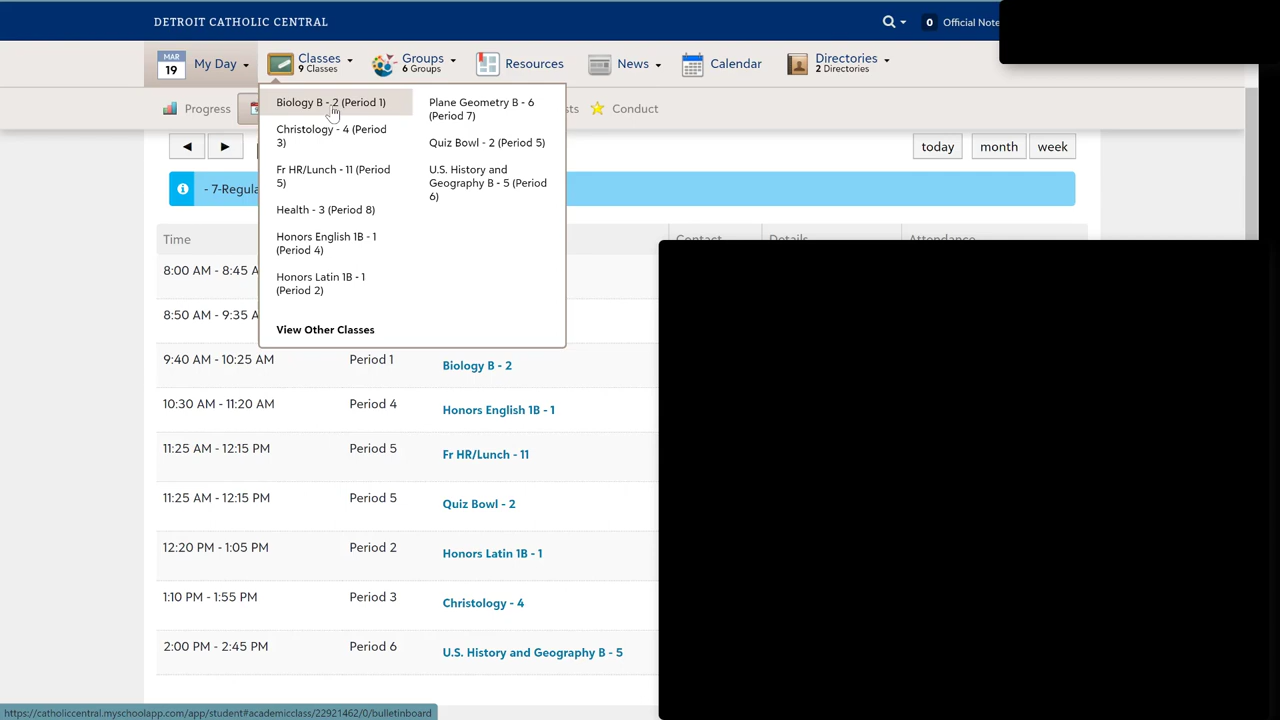 DETROIT CATHOLIC CENTRAL
0 Official Note
MAR
19
My Day
Classes
9 Classes
Groups
6 Groups
Resources
News
Calendar
Directories
2 Directories
Progress
sts
Conduct
Biology B - 2 (Period 1)
Christology - 4 (Period
3)
Fr HR/Lunch - 11 (Period
5)
Health - 3 (Period 8)
Honors English 1B - 1
(Period 4)
Honors Latin 1B - 1
(Period 2)
Plane Geometry B - 6
(Period 7)
Quiz Bowl - 2 (Period 5)
U.S. History and
Geography B - 5 (Period
6)
View Other Classes
today
month
week
- 7-Regula
Time
Contact
Details
Attendance
8:00 AM - 8:45 A
8:50 AM - 9:35 A
9:40 AM - 10:25 AM Period 1 Biology B - 2
10:30 AM - 11:20 AM Period 4 Honors English 1B - 1
11:25 AM - 12:15 PM Period 5 Fr HR/Lunch - 11
11:25 AM - 12:15 PM Period 5 Quiz Bowl - 2
12:20 PM - 1:05 PM Period 2 Honors Latin 1B - 1
1:10 PM - 1:55 PM Period 3 Christology - 4
2:00 PM - 2:45 PM Period 6 U.S. History and Geography B - 5
https://catholiccentral.myschoolapp.com/app/student#academicclass/22921462/0/bulletinboard